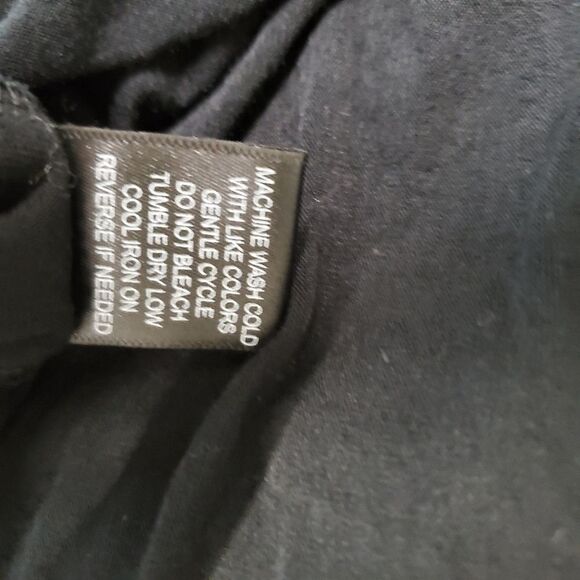 MACHINE WASH COLD
WITH LIKE COLORS
GENTLE CYCLE
DO NOT BLEACH
TUMBLE DRY LOW
COOL IRON ON
REVERSE IF NEEDED